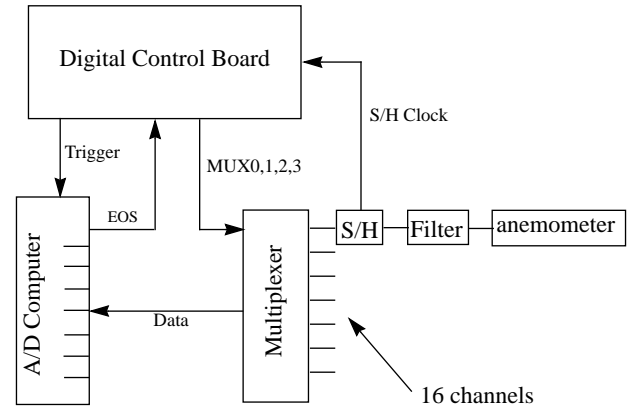 Digital Control Board
S/H Clock
Trigger
MUX0,1,2,3
EOS
S/H
Filter
anemometer
A/D Computer
Multiplexer
Data
16 channels